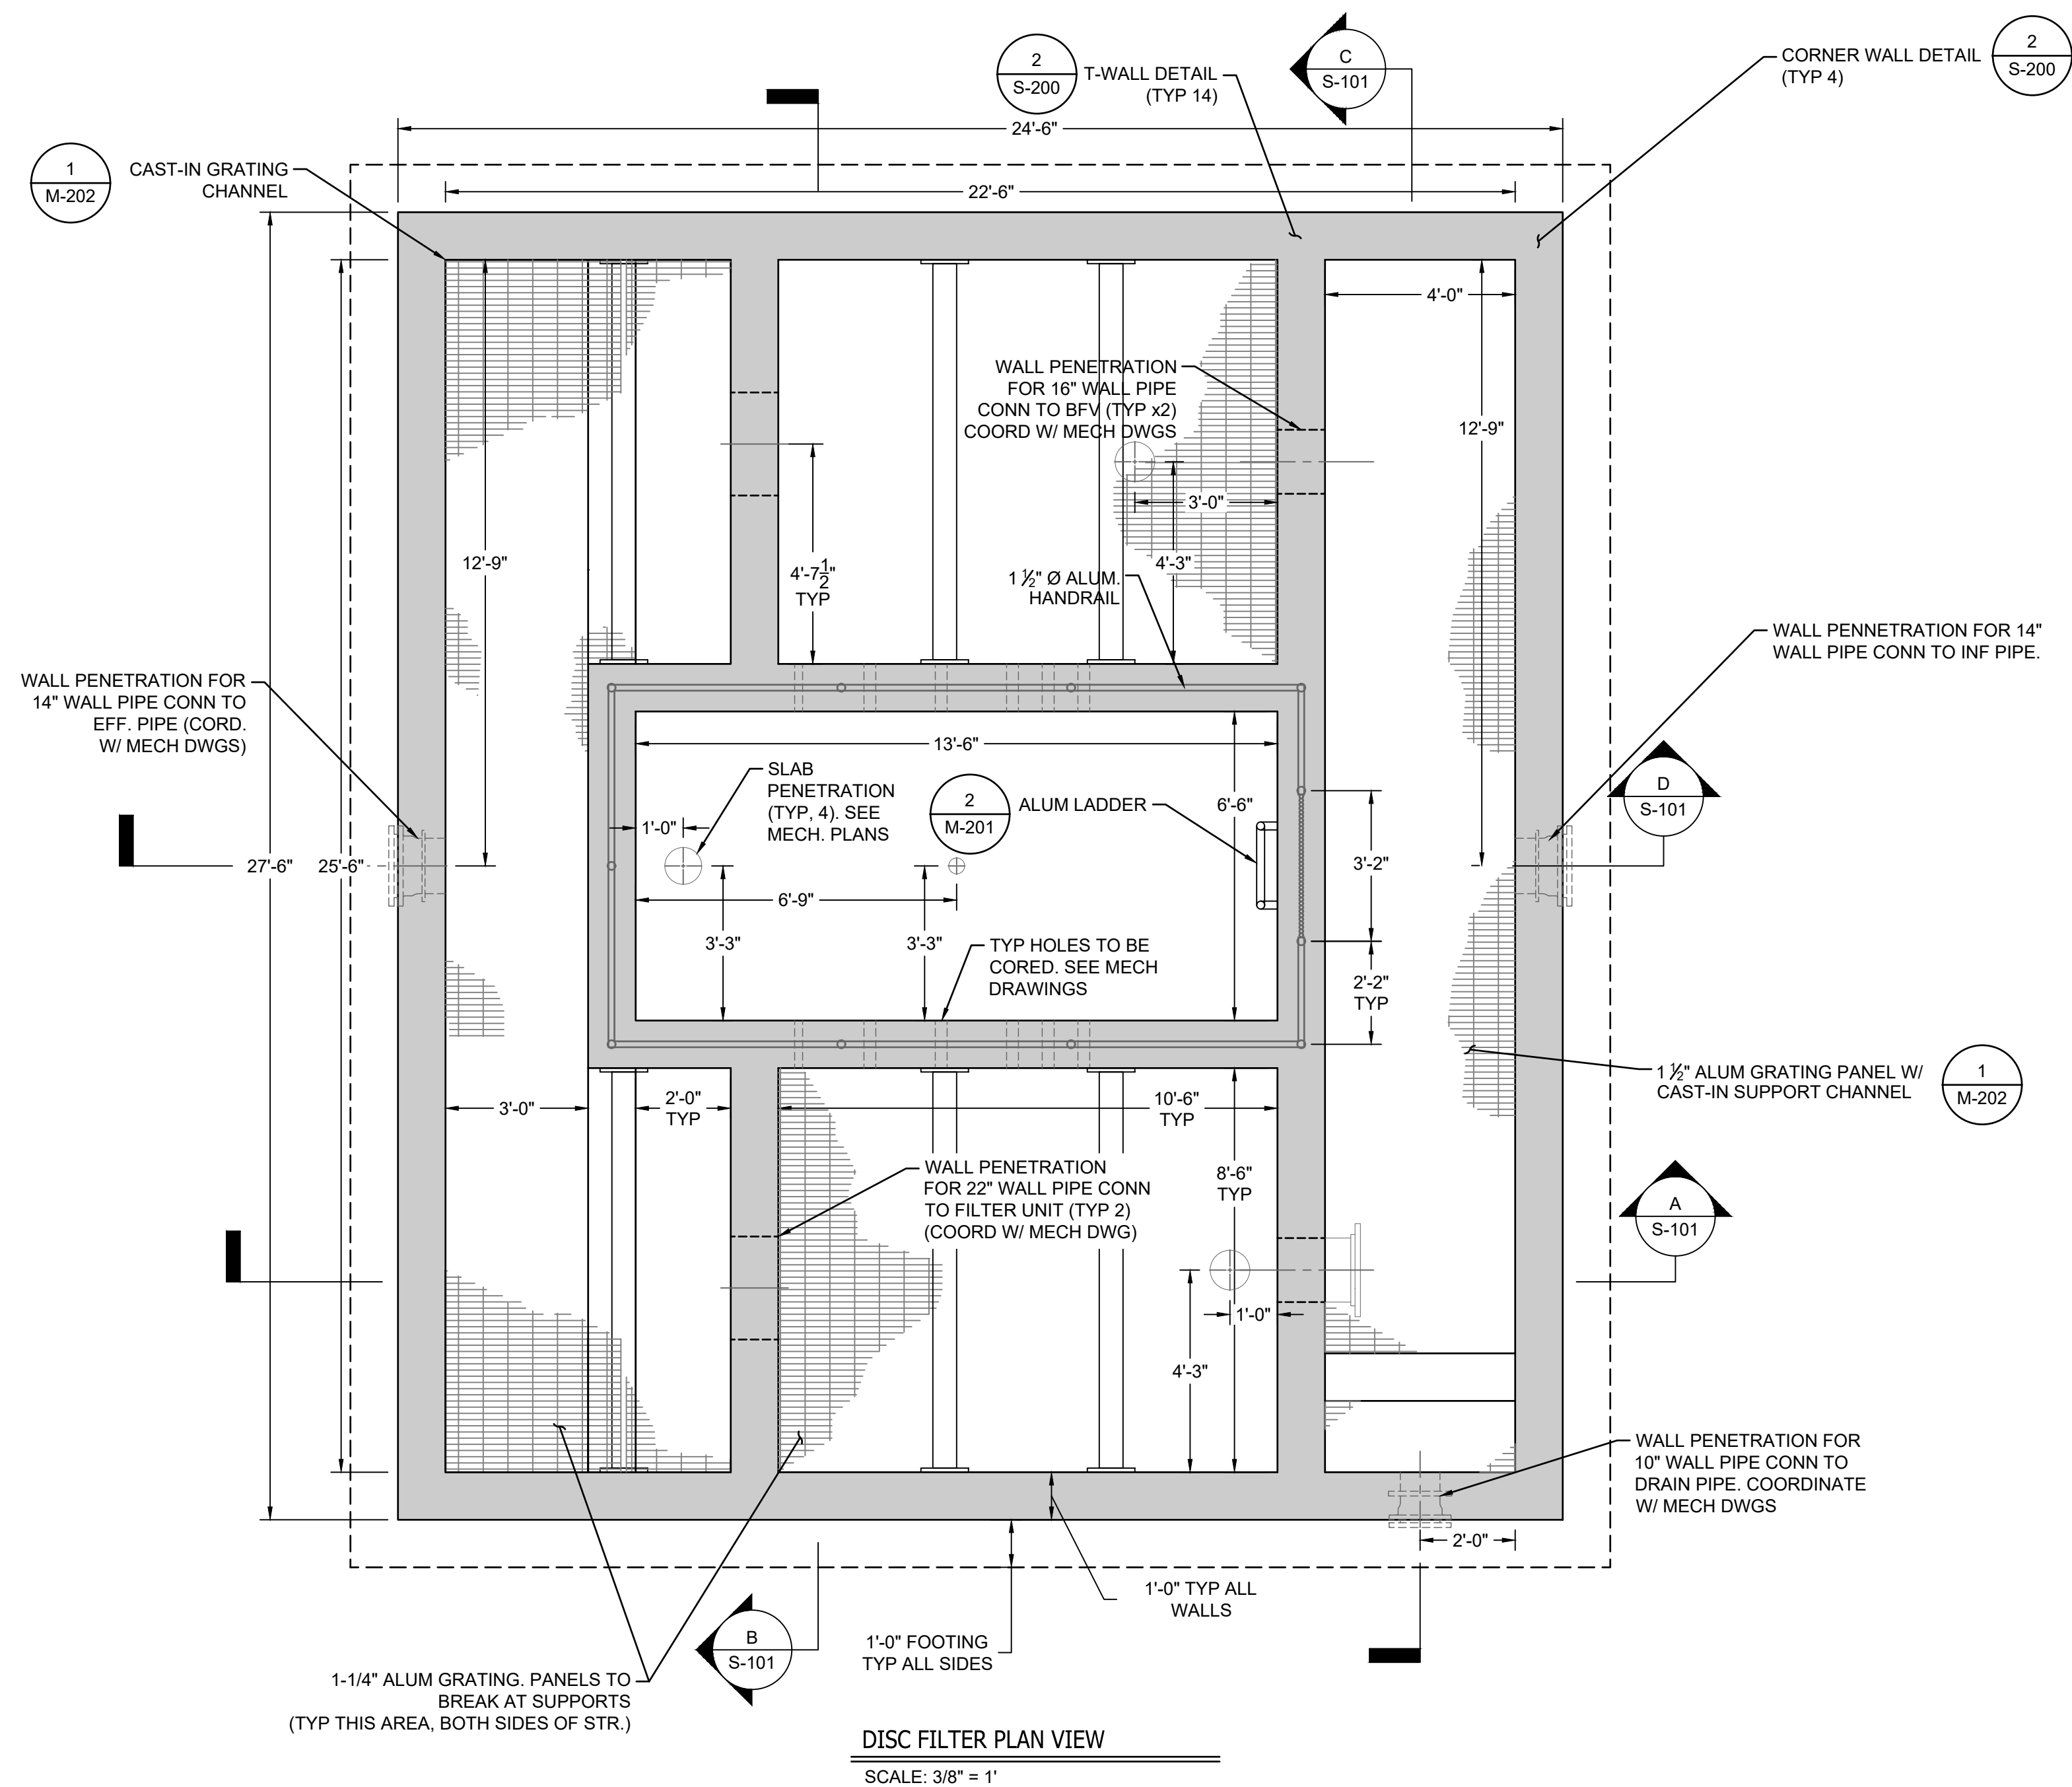 2
S-200
T-WALL DETAIL
(TYP 14)
C
S-101
CORNER WALL DETAIL
(TYP 4)
2
S-200
24'-6"
1
M-202
CAST-IN GRATING
CHANNEL
22'-6"
4'-0"
WALL PENETRATION
FOR 16" WALL PIPE
CONN TO BFV (TYP x2)
COORD W/ MECH DWGS
12'-9"
3'-0"
12'-9"
4'-7 1/2"
TYP
4'-3"
1 1/2" Ø ALUM.
HANDRAIL
WALL PENNETRATION FOR 14"
WALL PIPE CONN TO INF PIPE.
WALL PENETRATION FOR
14" WALL PIPE CONN TO
EFF. PIPE (CORD.
W/ MECH DWGS)
13'-6"
SLAB
PENETRATION
(TYP, 4). SEE
MECH. PLANS
2
M-201
ALUM LADDER
6'-6"
D
S-101
1'-0"
27'-6"
25'-6"
3'-2"
6'-9"
3'-3"
3'-3"
TYP HOLES TO BE
CORED. SEE MECH
DRAWINGS
2'-2"
TYP
1 1/2" ALUM GRATING PANEL W/
CAST-IN SUPPORT CHANNEL
1
M-202
3'-0"
2'-0"
TYP
10'-6"
TYP
WALL PENETRATION
FOR 22" WALL PIPE CONN
TO FILTER UNIT (TYP 2)
(COORD W/ MECH DWG)
8'-6"
TYP
A
S-101
1'-0"
4'-3"
WALL PENETRATION FOR
10" WALL PIPE CONN TO
DRAIN PIPE. COORDINATE
W/ MECH DWGS
2'-0"
1'-0" TYP ALL
WALLS
B
S-101
1'-0" FOOTING
TYP ALL SIDES
1-1/4" ALUM GRATING. PANELS TO
BREAK AT SUPPORTS
(TYP THIS AREA, BOTH SIDES OF STR.)
DISC FILTER PLAN VIEW
SCALE: 3/8" = 1'